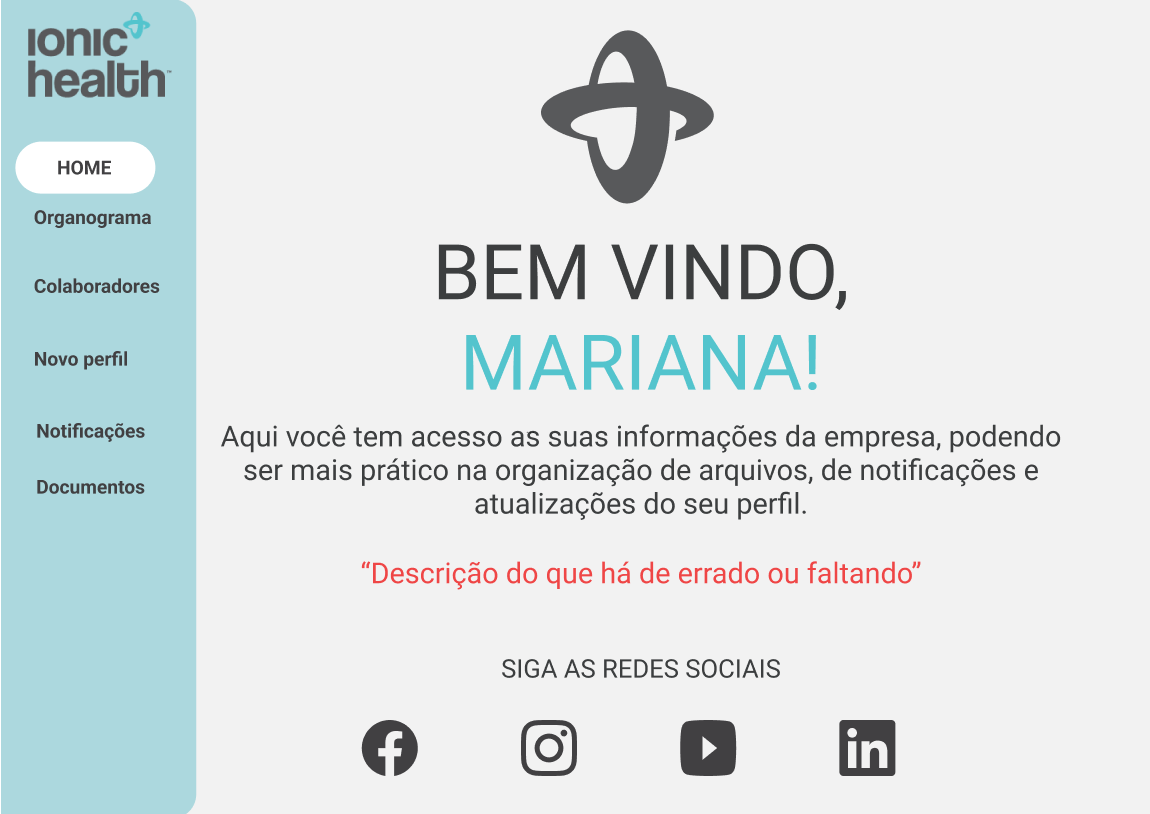 ionic
health™
HOME
Organograma
Colaboradores
Novo perfil
Notificações
Documentos
BEM VINDO,
MARIANA!
Aqui você tem acesso as suas informações da empresa, podendo
ser mais prático na organização de arquivos, de notificações e
atualizações do seu perfil.
“Descrição do que há de errado ou faltando”
SIGA AS REDES SOCIAIS